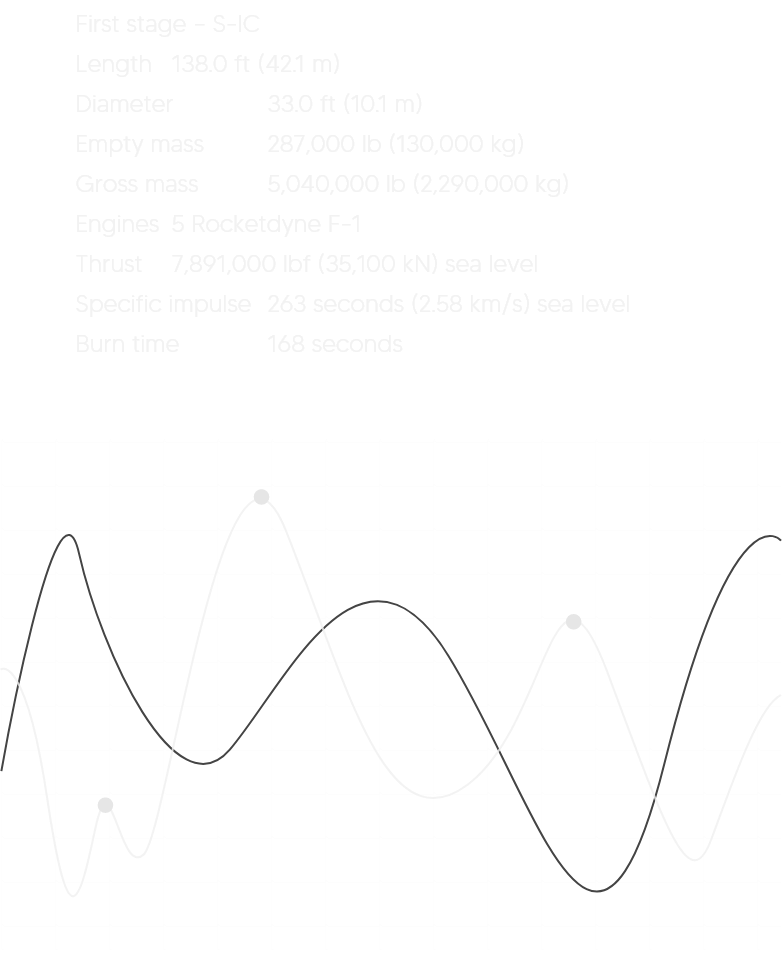 First stage – S-IC
Length 138.0 ft (42.1 m)
Diameter 33.0 ft (10.1 m)
Empty mass 287,000 lb (130,000 kg)
Gross mass 5,040,000 lb (2,290,000 kg)
Engines 5 Rocketdyne F-1
Thrust 7,891,000 lbf (35,100 kN) sea level
Specific impulse 263 seconds (2.58 km/s) sea level
Burn time 168 seconds